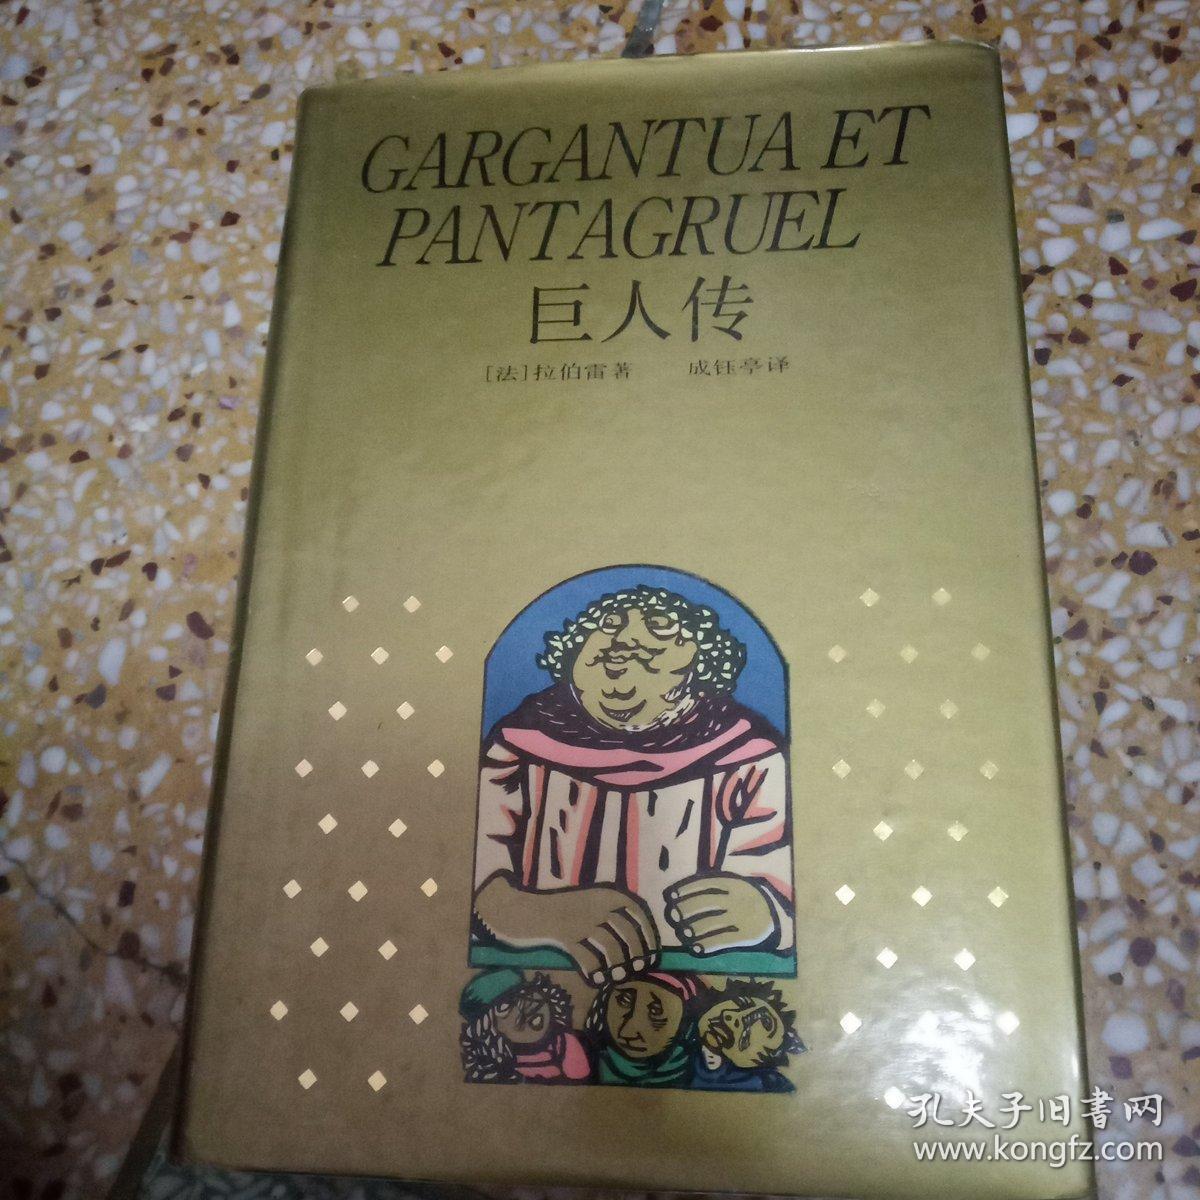 GARGANTUA ET
PANTAGRUEL
巨人传
[法]拉伯雷著 成钰亭译
孔夫子旧書网
www.kongfz.com